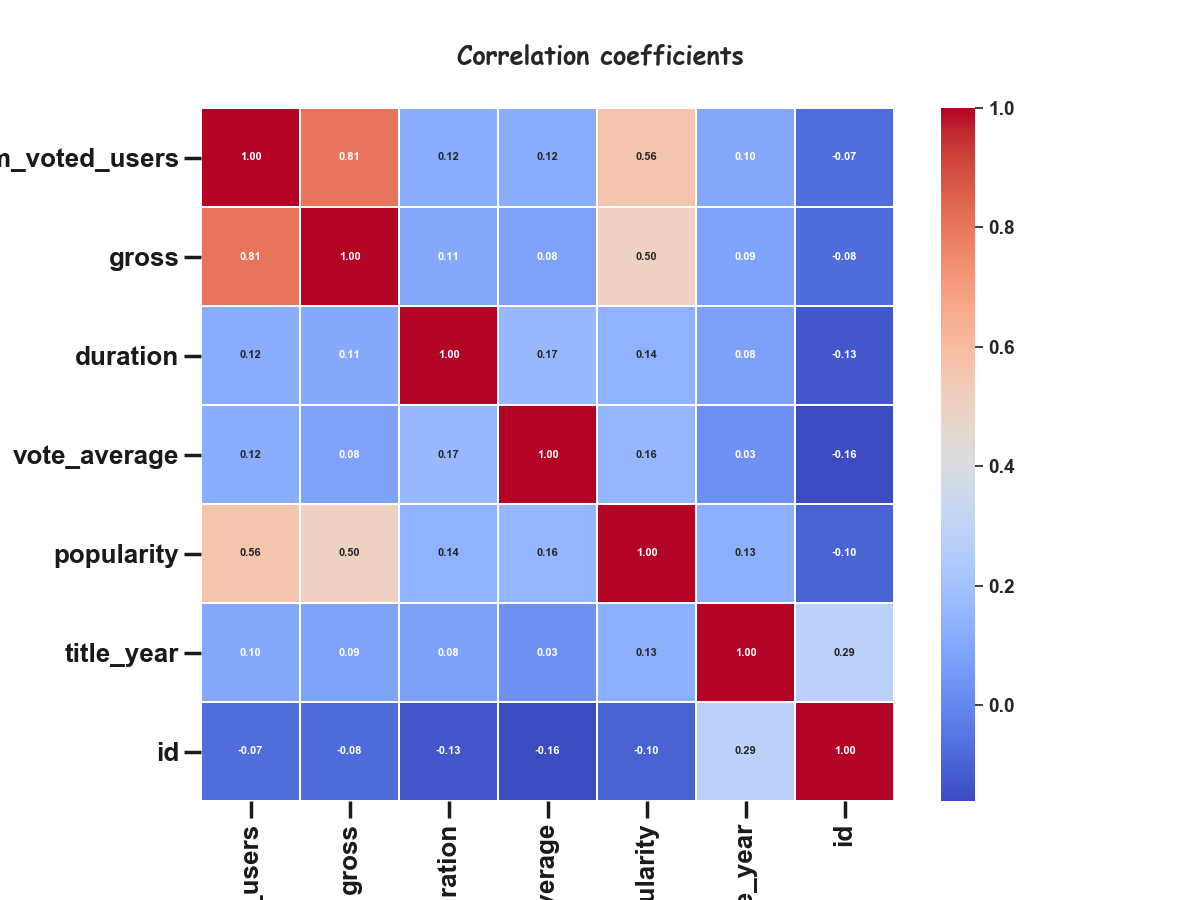 Correlation coefficients
m_voted_users 1.00 0.81 0.12 0.12 0.56 0.10 -0.07
gross 0.81 1.00 0.11 0.08 0.50 0.09 -0.08
duration 0.12 0.11 1.00 0.17 0.14 0.08 -0.13
vote_average 0.12 0.08 0.17 1.00 0.16 0.03 -0.16
popularity 0.56 0.50 0.14 0.16 1.00 0.13 -0.10
title_year 0.10 0.09 0.08 0.03 0.13 1.00 0.29
id -0.07 -0.08 -0.13 -0.16 -0.10 0.29 1.00
_users gross ration verage ularity e_year id
1.0
0.8
0.6
0.4
0.2
0.0